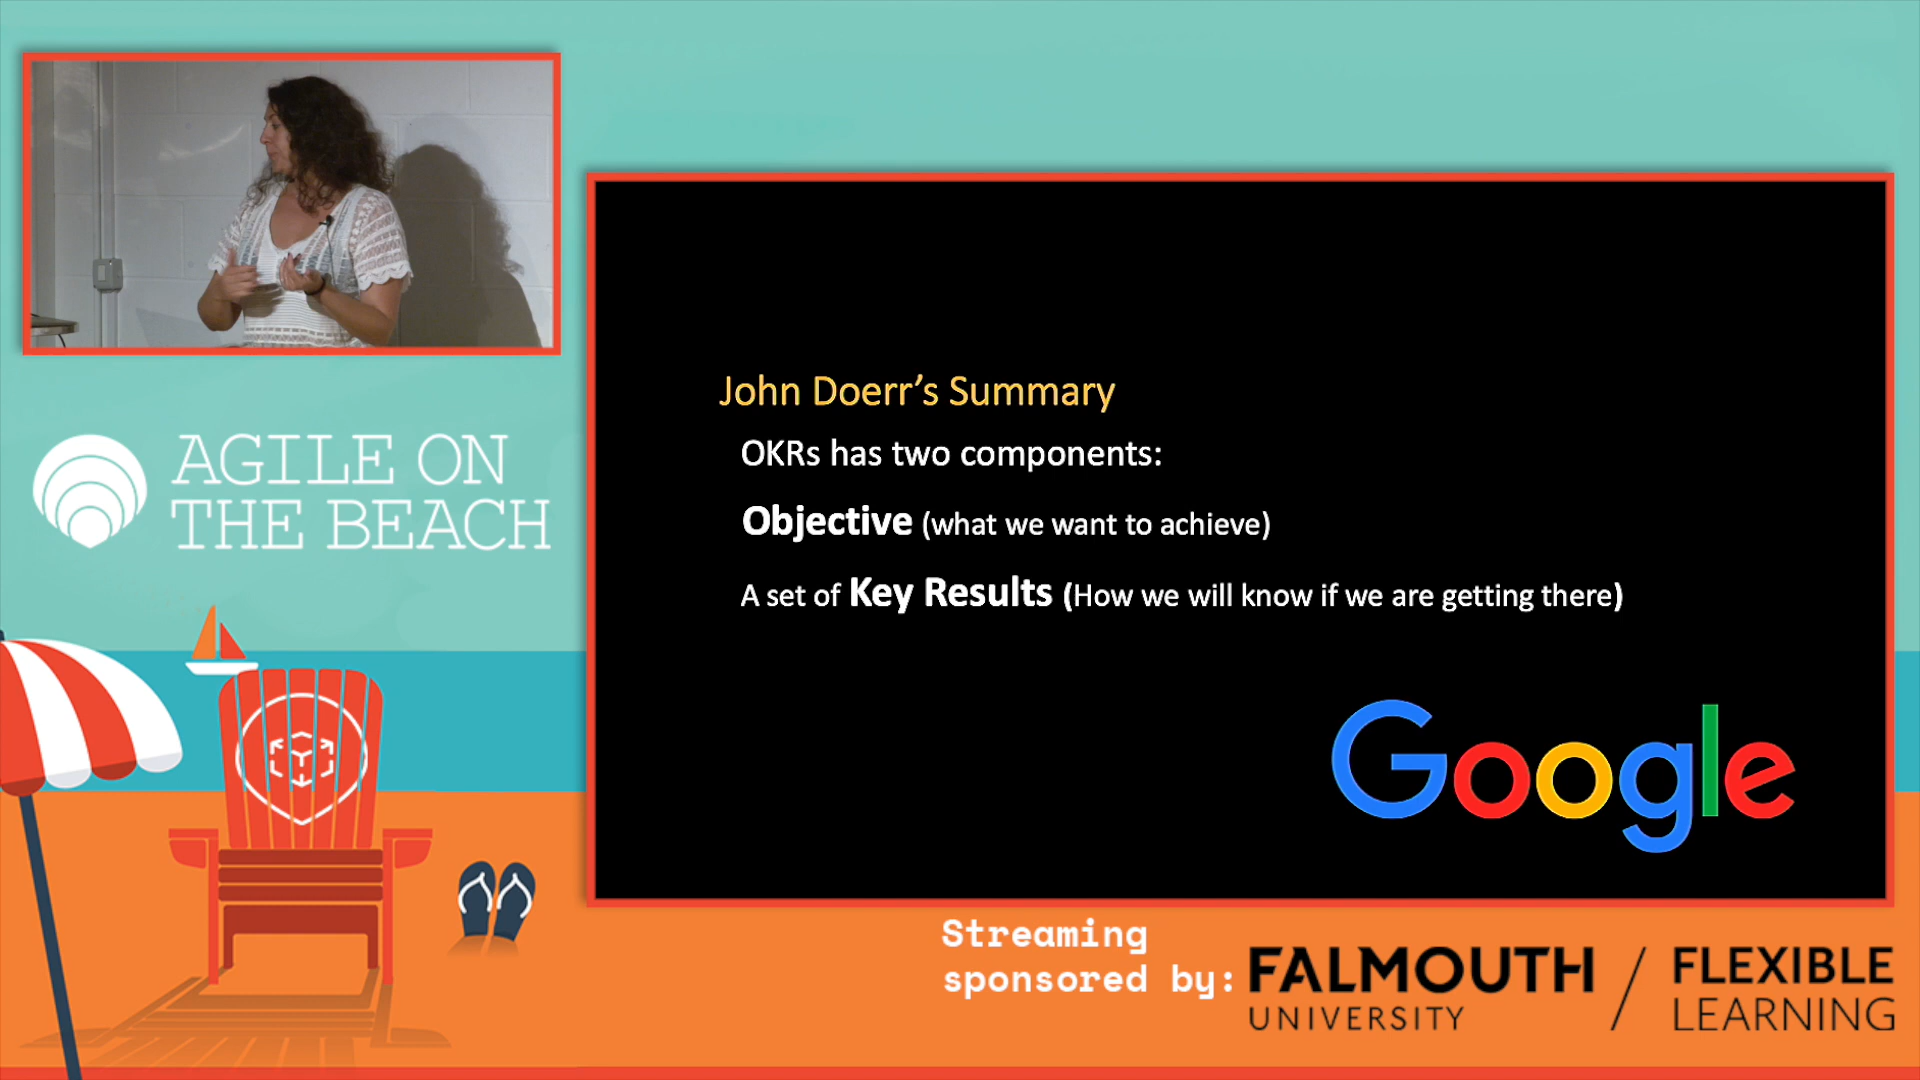 AGILE ON
THE BEACH
John Doerr’s Summary
OKRs has two components:
Objective (what we want to achieve)
A set of Key Results (How we will know if we are getting there)
Google
Streaming
sponsored by:
FALMOUTH
UNIVERSITY
FLEXIBLE
LEARNING